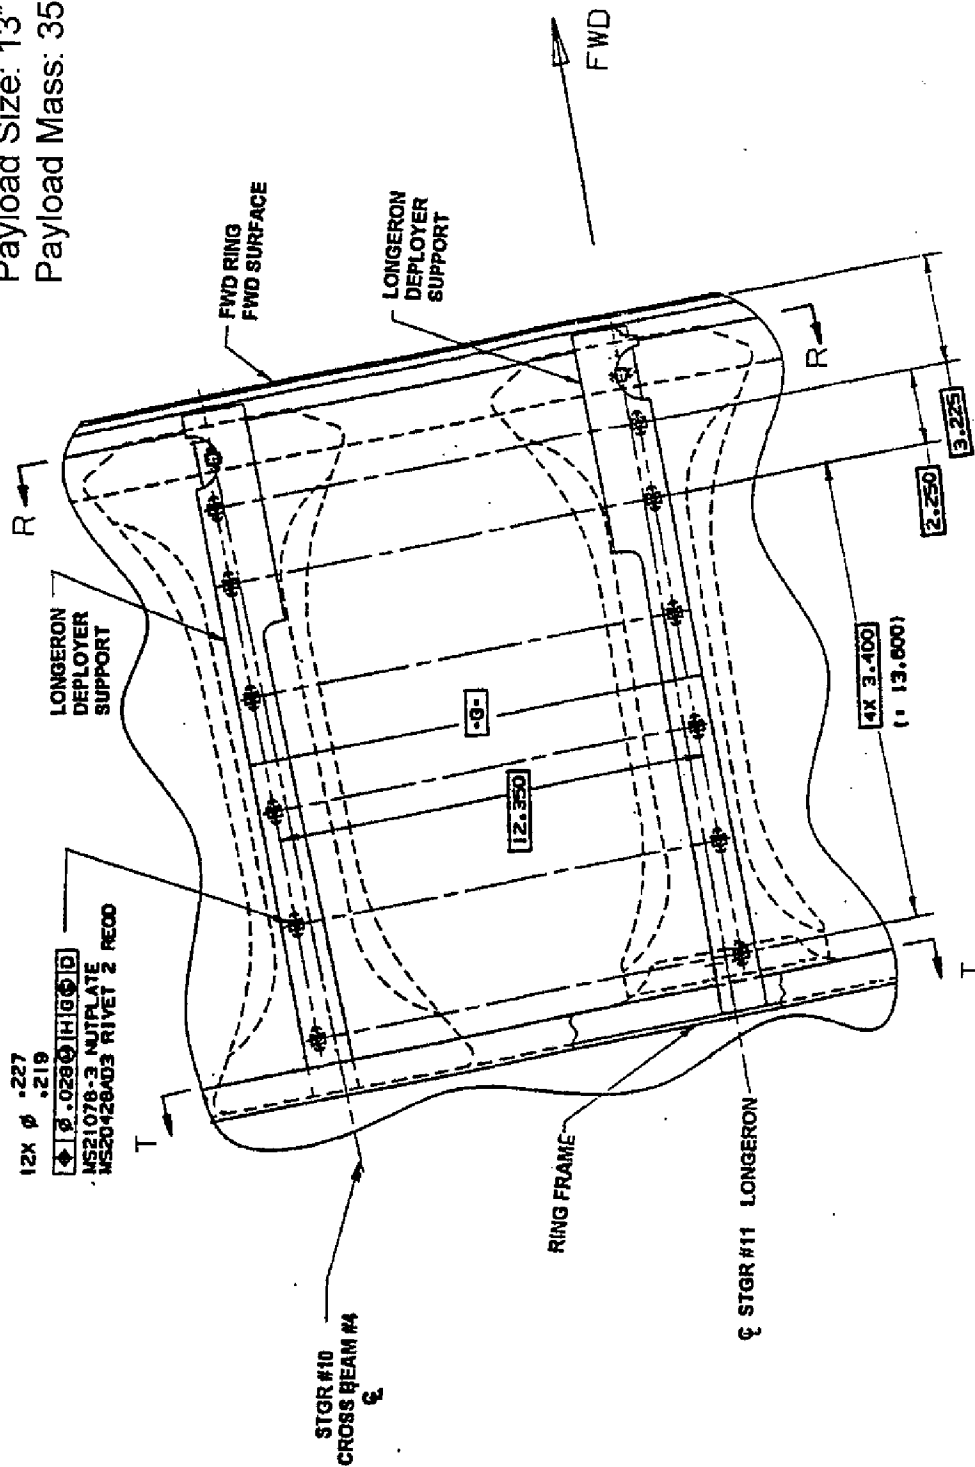 Payload Size: 13"
Payload Mass: 35
FWD
FWD RING
FWD SURFACE
LONGERON
DEPLOYER
SUPPORT
R
R
LONGERON
DEPLOYER
SUPPORT
3.225
2.250
4X 3.400
13.600)
-G-
12.350
12X Ø .227
.219
Ø .028 H G D
MS21078-3 NUTPLATE
MS20426AD3 RIVET 2 REQD
T
T
RING FRAME
STGR #10
CROSS BEAM #4
℄
℄ STGR #11 LONGERON